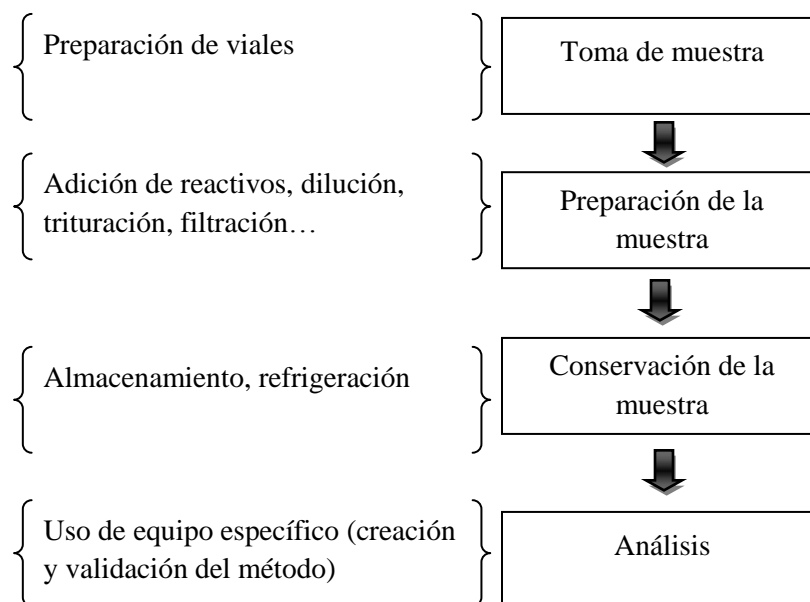 Preparación de viales
Toma de muestra
Adición de reactivos, dilución,
trituración, filtración…
Preparación de la
muestra
Almacenamiento, refrigeración
Conservación de la
muestra
Uso de equipo específico (creación
y validación del método)
Análisis